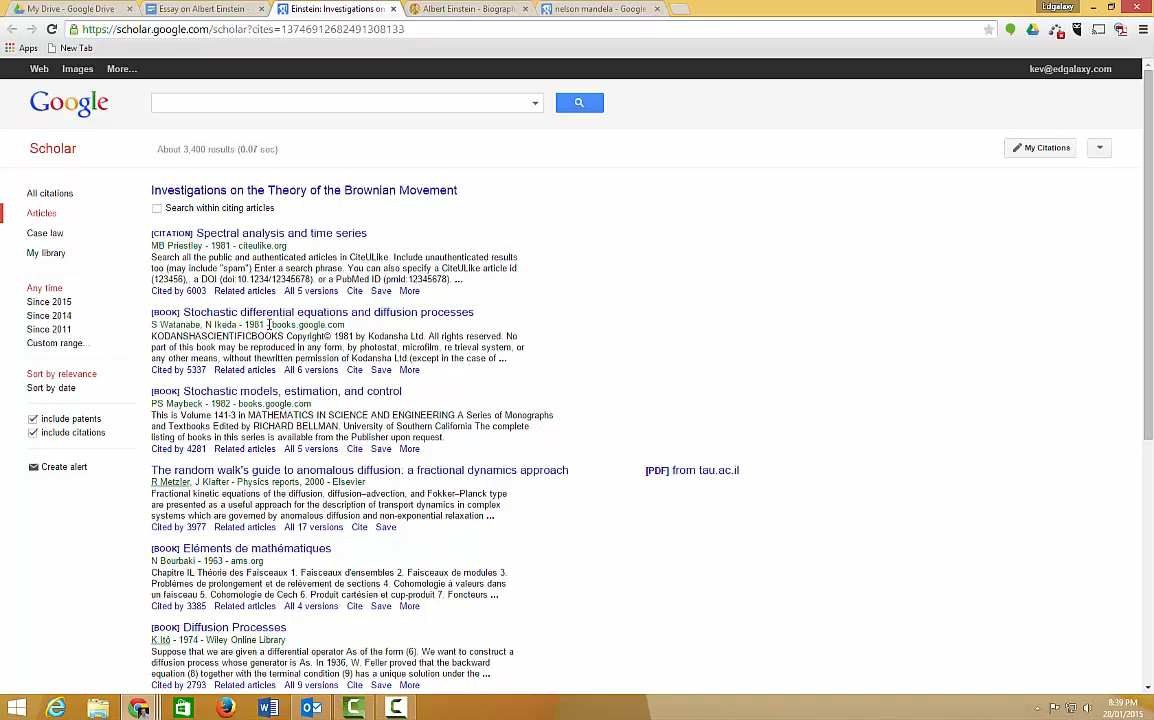 My Drive - Google Drive
Essay on Albert Einstein -
Einstein: Investigations on
Albert Einstein - Biograph
nelson mandela - Google
Edgalaxy
https://scholar.google.com/scholar?cites=13746912682491308133
Apps New Tab
Web Images More...
kev@edgalaxy.com
Google
Scholar
About 3,400 results (0.07 sec)
My Citations
All citations
Articles
Case law
My library
Any time
Since 2015
Since 2014
Since 2011
Custom range...
Sort by relevance
Sort by date
include patents
include citations
Create alert
Investigations on the Theory of the Brownian Movement
Search within citing articles
[CITATION] Spectral analysis and time series
MB Priestley - 1981 - citeulike.org
Search all the public and authenticated articles in CiteULike. Include unauthenticated results
too (may include "spam") Enter a search phrase. You can also specify a CiteULike article id
(123456),. a DOI (doi:10.1234/12345678). or a PubMed ID (pmid:12345678). ...
Cited by 6003 Related articles All 5 versions Cite Save More
[BOOK] Stochastic differential equations and diffusion processes
S Watanabe, N Ikeda - 1981 - books.google.com
KODANSHASCIENTIFICBOOKS Copyright© 1981 by Kodansha Ltd. All rights reserved. No
part of this book may be reproduced in any form, by photostat, microfilm, re trieval system, or
any other means, without thewritten permission of Kodansha Ltd (except in the case of ...
Cited by 5337 Related articles All 6 versions Cite Save More
[BOOK] Stochastic models, estimation, and control
PS Maybeck - 1982 - books.google.com
This is Volume 141-3 in MATHEMATICS IN SCIENCE AND ENGINEERING A Series of Monographs
and Textbooks Edited by RICHARD BELLMAN, University of Southern California The complete
listing of books in this series is available from the Publisher upon request.
Cited by 4281 Related articles All 5 versions Cite Save More
The random walk's guide to anomalous diffusion: a fractional dynamics approach
[PDF] from tau.ac.il
R Metzler, J Klafter - Physics reports, 2000 - Elsevier
Fractional kinetic equations of the diffusion, diffusion–advection, and Fokker–Planck type
are presented as a useful approach for the description of transport dynamics in complex
systems which are governed by anomalous diffusion and non-exponential relaxation ...
Cited by 3977 Related articles All 17 versions Cite Save
[BOOK] Eléments de mathématiques
N Bourbaki - 1963 - ams.org
Chapitre IL Théorie des Faisceaux 1. Faisceaux d'ensembles 2. Faisceaux de modules 3.
Problèmes de prolongement et de relèvement de sections 4. Cohomologie à valeurs dans
un faisceau 5. Cohomologie de Cech 6. Produit cartésien et cup-produit 7. Foncteurs ...
Cited by 3385 Related articles All 4 versions Cite Save More
[BOOK] Diffusion Processes
K Itô - 1974 - Wiley Online Library
Suppose that we are given a differential operator As of the form (6). We want to construct a
diffusion process whose generator is As. In 1936, W. Feller proved that the backward
equation (8) together with the terminal condition (9) has a unique solution under the ...
Cited by 2793 Related articles All 9 versions Cite Save More
8:39 PM
28/01/2015